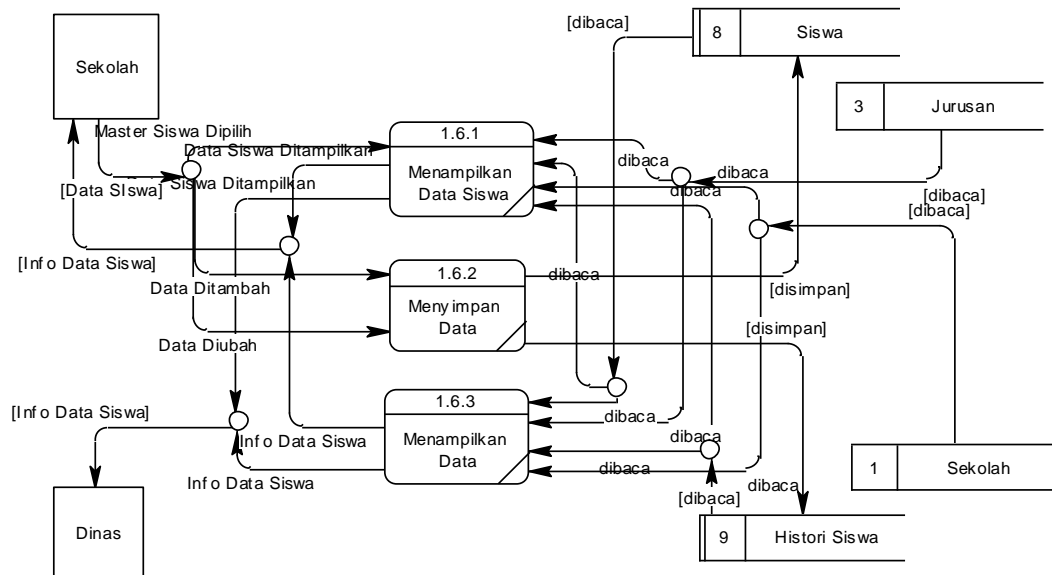 [dibaca]
8
Siswa
Sekolah
3
Jurusan
Master Siswa Dipilih
1.6.1
Data Siswa Ditampilkan
dibaca
dibaca
Menampilkan
Data Siswa
[Data SIswa]
Siswa Ditampilkan
dibaca
[dibaca]
[dibaca]
[Info Data Siswa]
1.6.2
dibaca
Data Ditambah
[disimpan]
Menyimpan
Data
[disimpan]
Data Diubah
1.6.3
[Info Data Siswa]
dibaca
Info Data Siswa
Menampilkan
Data
dibaca
dibaca
1
Sekolah
Info Data Siswa
dibaca
[dibaca]
Dinas
9
Histori Siswa